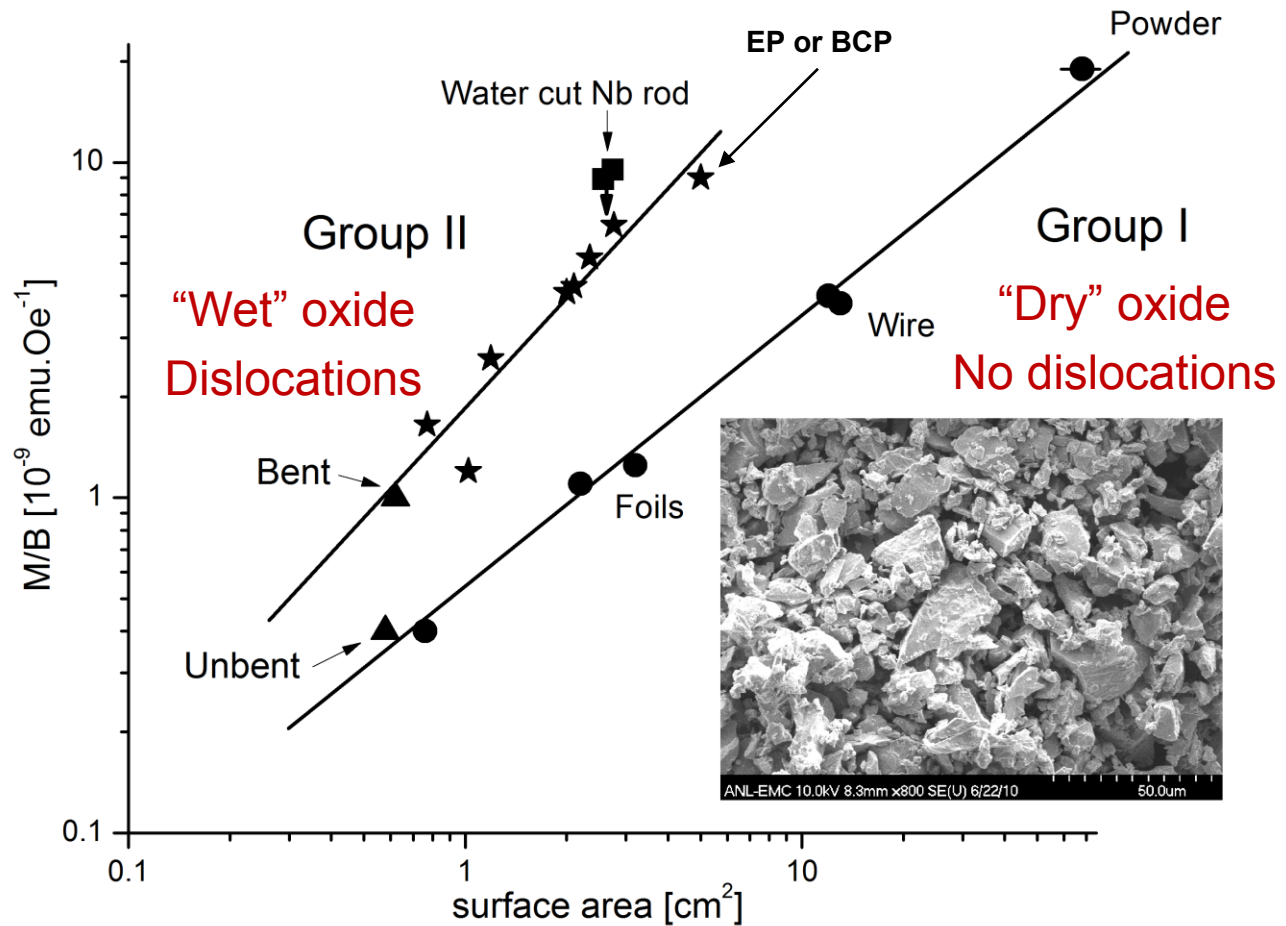 Powder
EP or BCP
Water cut Nb rod
10
Group II
Group I
“Wet” oxide
Dislocations
“Dry” oxide
No dislocations
Wire
Bent
1
Foils
Unbent
M/B [10⁻⁹ emu.Oe⁻¹]
ANL-EMC 10.0kV 8.3mm x800 SE(U) 6/22/10 50.0um
0.1
0.1 1 10
surface area [cm²]